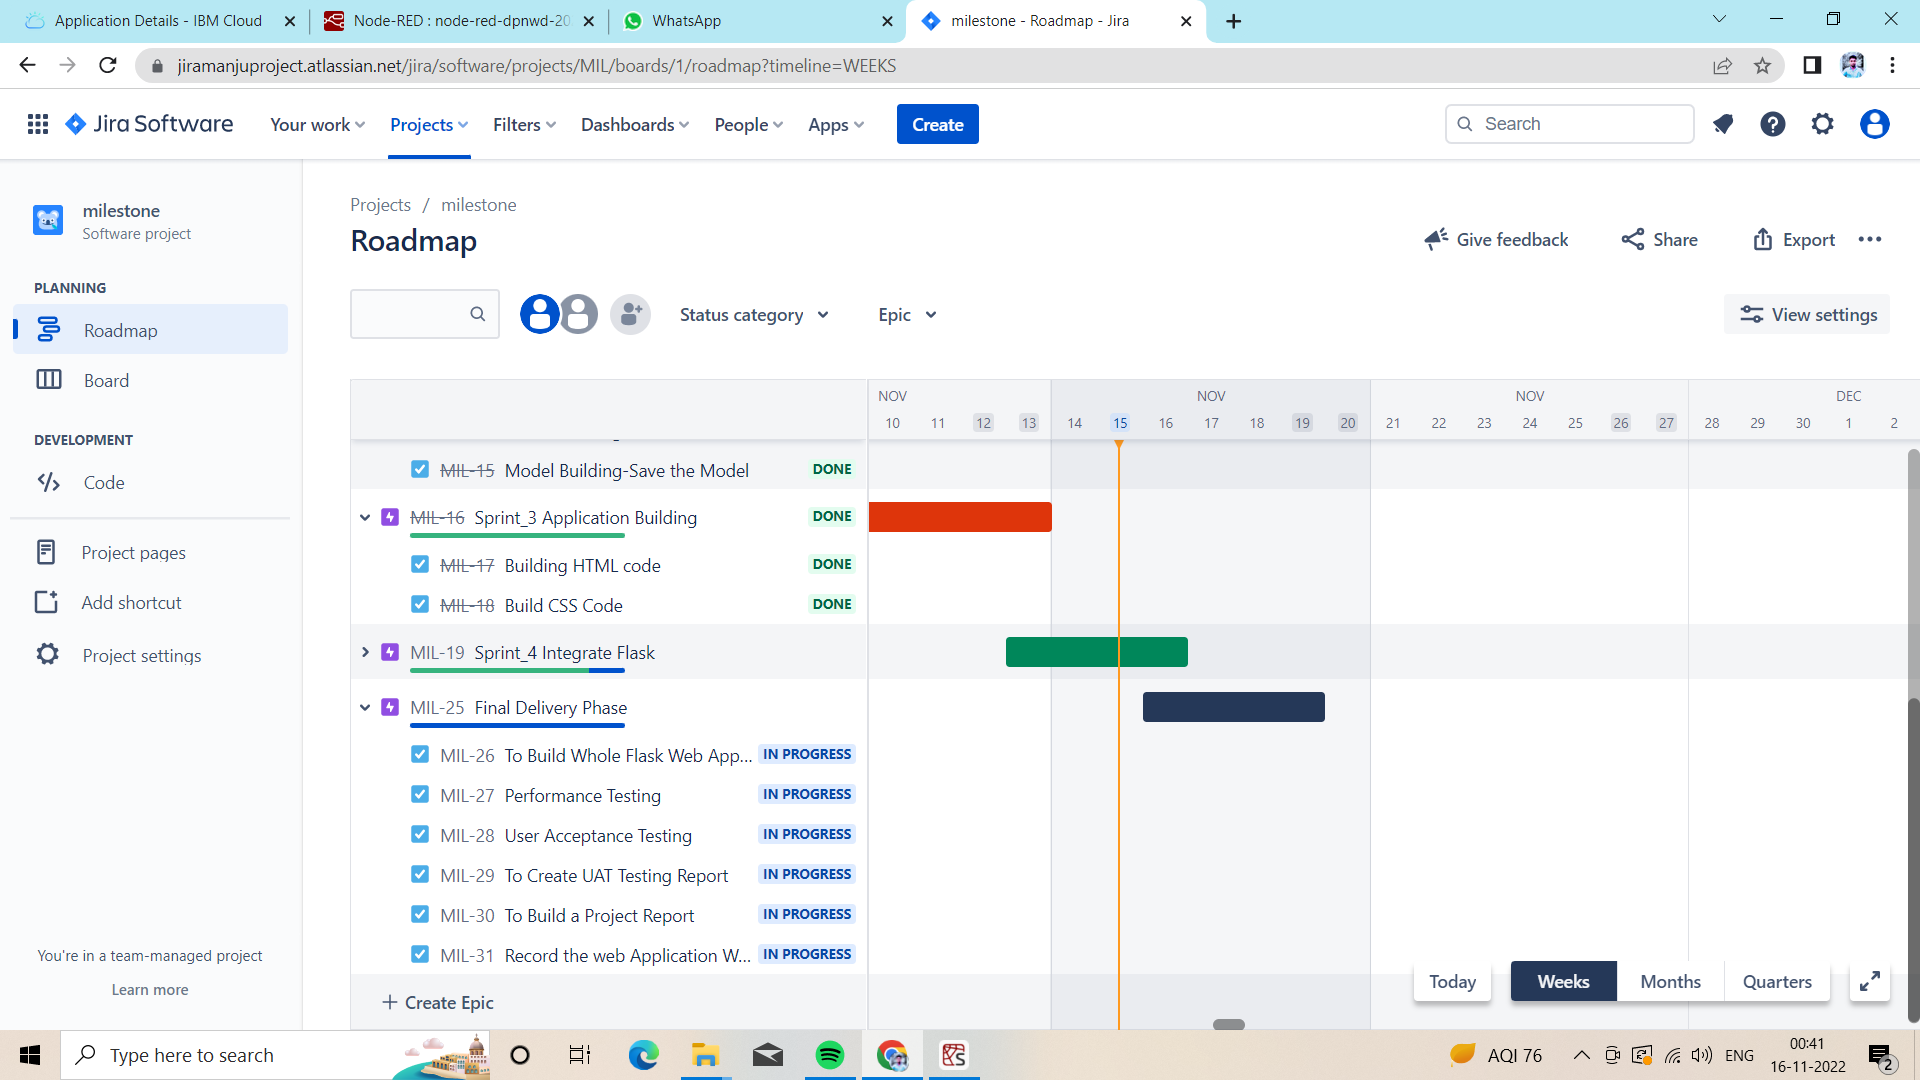 Application Details - IBM Cloud
Node-RED : node-red-dpnwd-20
WhatsApp
milestone - Roadmap - Jira
jiramanjuproject.atlassian.net/jira/software/projects/MIL/boards/1/roadmap?timeline=WEEKS
Jira Software
Your work
Projects
Filters
Dashboards
People
Apps
Create
Search
milestone
Software project
PLANNING
Roadmap
Board
DEVELOPMENT
Code
Project pages
Add shortcut
Project settings
You're in a team-managed project
Learn more
Projects / milestone
Roadmap
Give feedback
Share
Export
Status category
Epic
View settings
NOV NOV NOV DEC
10 11 12 13 14 15 16 17 18 19 20 21 22 23 24 25 26 27 28 29 30 1 2
MIL-15 Model Building-Save the Model DONE
MIL-16 Sprint_3 Application Building DONE
MIL-17 Building HTML code DONE
MIL-18 Build CSS Code DONE
MIL-19 Sprint_4 Integrate Flask
MIL-25 Final Delivery Phase
MIL-26 To Build Whole Flask Web App... IN PROGRESS
MIL-27 Performance Testing IN PROGRESS
MIL-28 User Acceptance Testing IN PROGRESS
MIL-29 To Create UAT Testing Report IN PROGRESS
MIL-30 To Build a Project Report IN PROGRESS
MIL-31 Record the web Application W... IN PROGRESS
+ Create Epic
Today
Weeks
Months
Quarters
Type here to search
AQI 76
ENG
00:41
16-11-2022
2